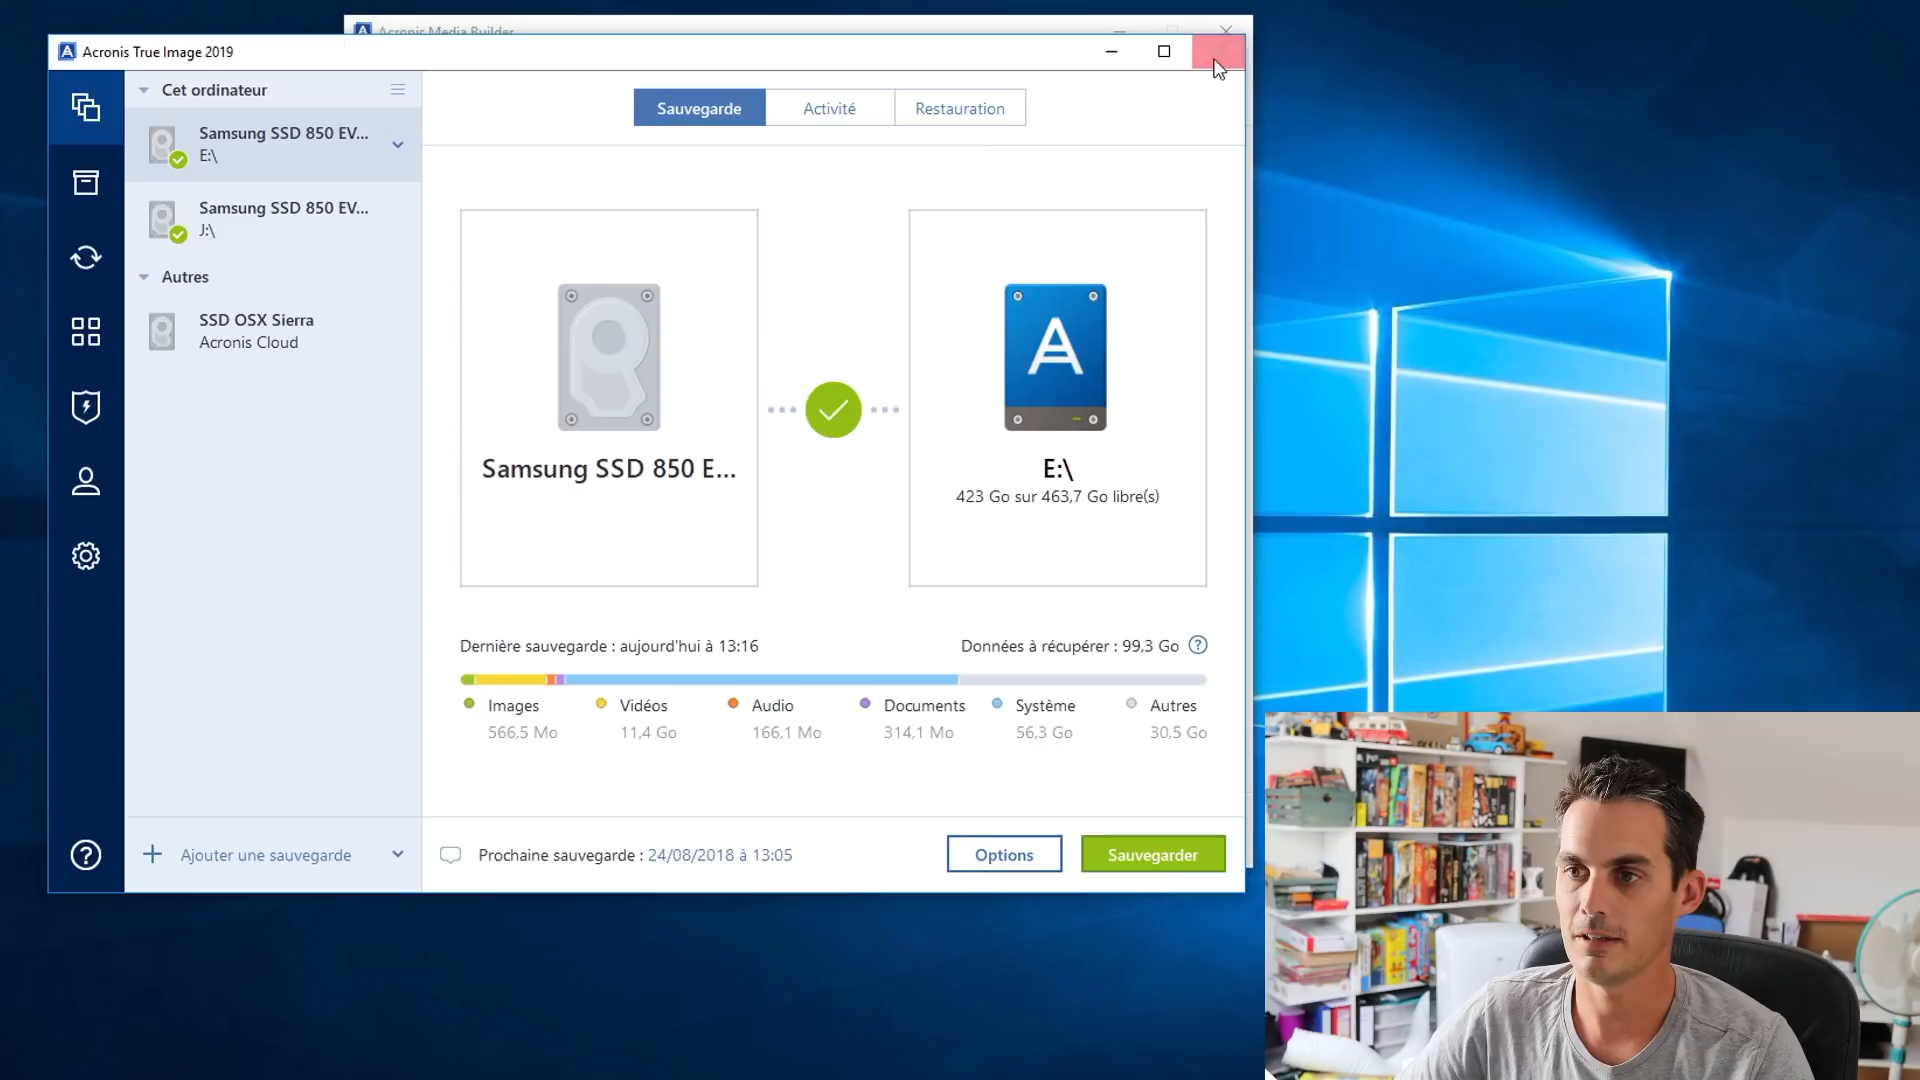 Acronis Media Builder
Acronis True Image 2019
Cet ordinateur
Samsung SSD 850 EV...
E:\
Samsung SSD 850 EV...
J:\
Autres
SSD OSX Sierra
Acronis Cloud
Ajouter une sauvegarde
Sauvegarde
Activité
Restauration
Samsung SSD 850 E...
E:\
423 Go sur 463,7 Go libre(s)
Dernière sauvegarde : aujourd'hui à 13:16
Données à récupérer : 99,3 Go
Images
Vidéos
Audio
Documents
Système
Autres
566,5 Mo
11,4 Go
166,1 Mo
314,1 Mo
56,3 Go
30,5 Go
Prochaine sauvegarde : 24/08/2018 à 13:05
Options
Sauvegarder